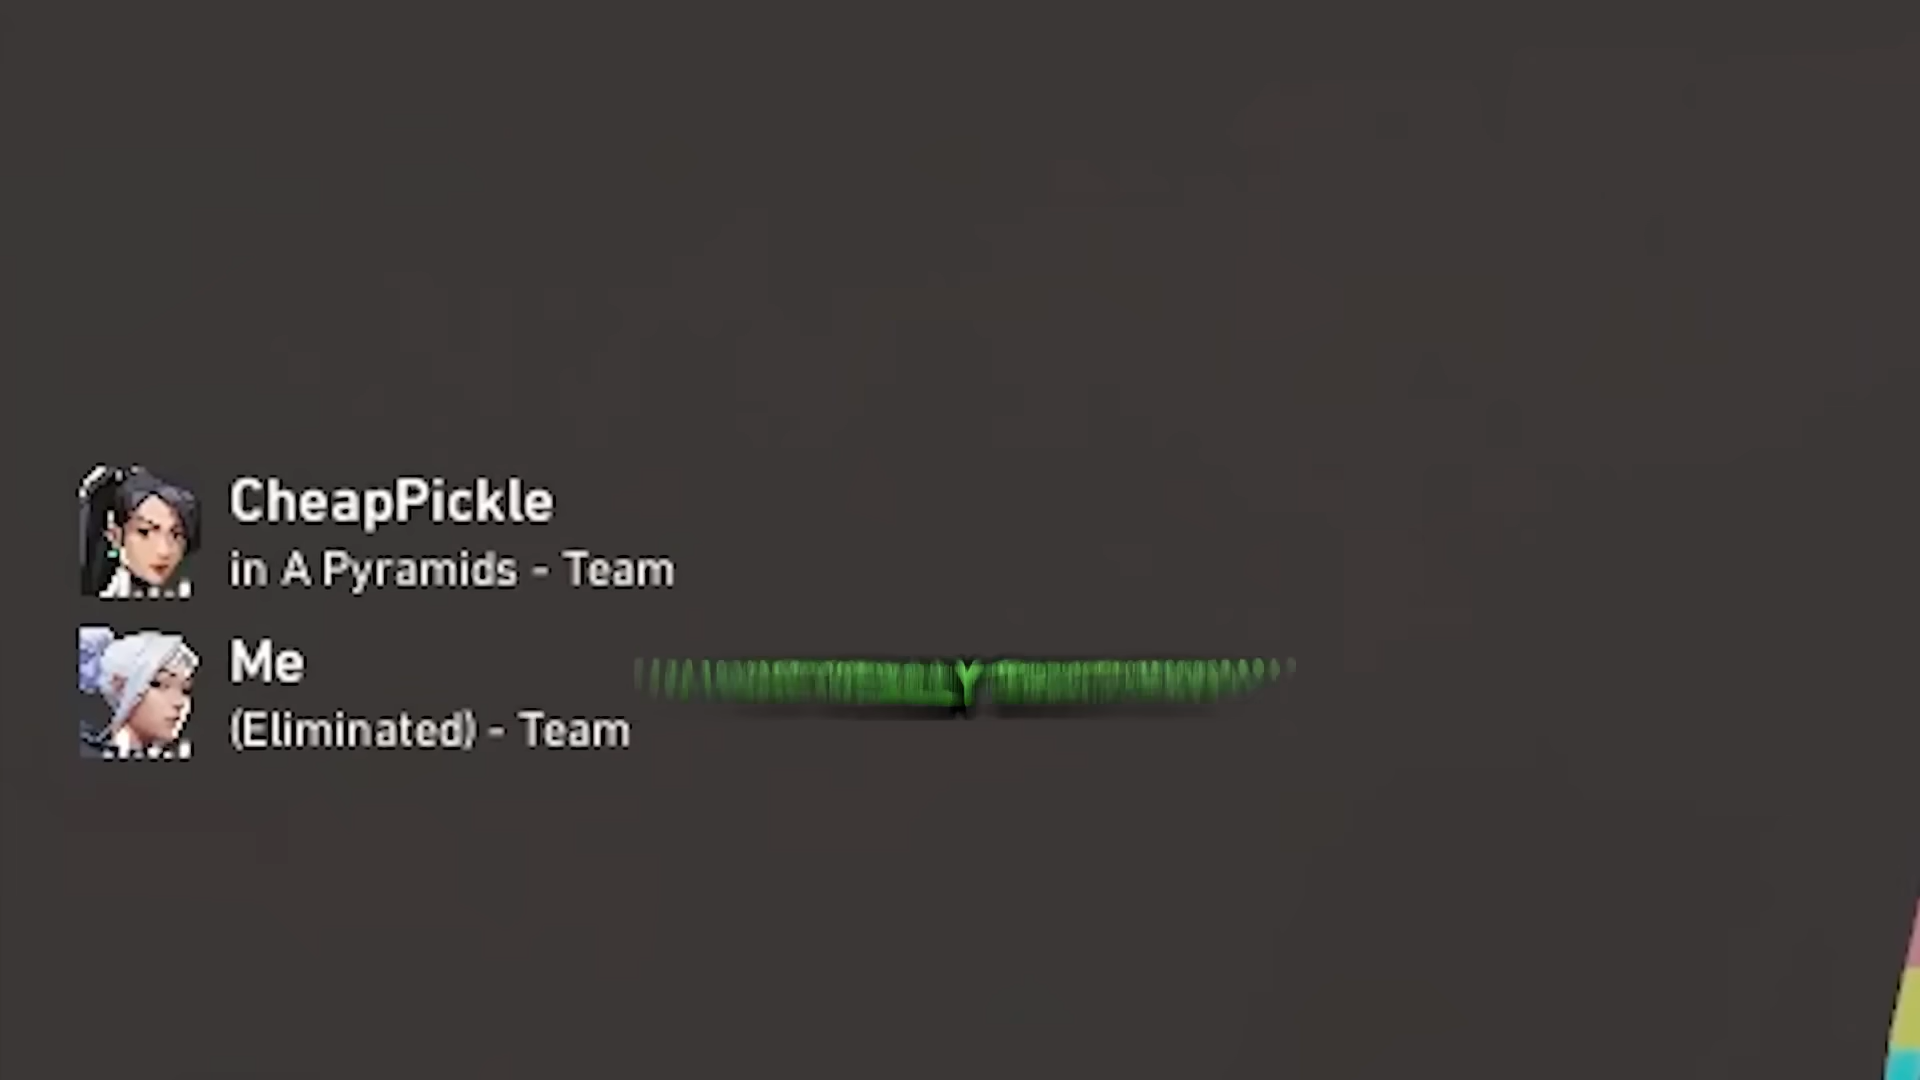 CheapPickle
in A Pyramids - Team
Me
(Eliminated) - Team